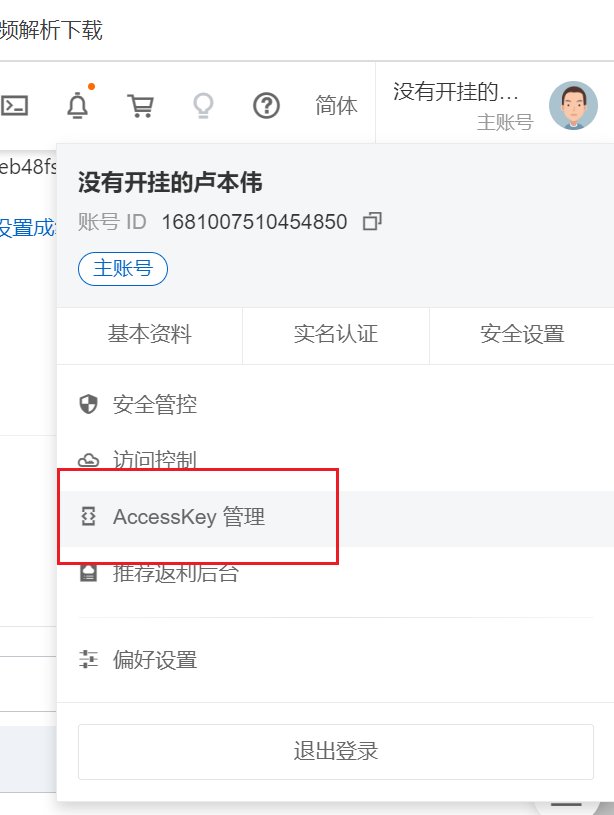 频解析下载
简体
没有开挂的...
主账号
eb48fs
没有开挂的卢本伟
账号 ID 1681007510454850
设置成
主账号
基本资料 实名认证 安全设置
安全管控
访问控制
AccessKey 管理
推荐返利后台
偏好设置
退出登录